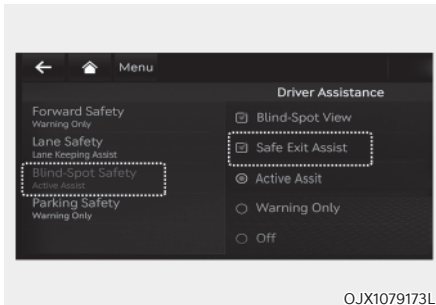 Menu
Driver Assistance
Forward Safety
Warning Only
Lane Safety
Lane Keeping Assist
Blind-Spot Safety
Active Assist
Parking Safety
Warning Only
Blind-Spot View
Safe Exit Assist
Active Assit
Warning Only
Off
OJX1079173L